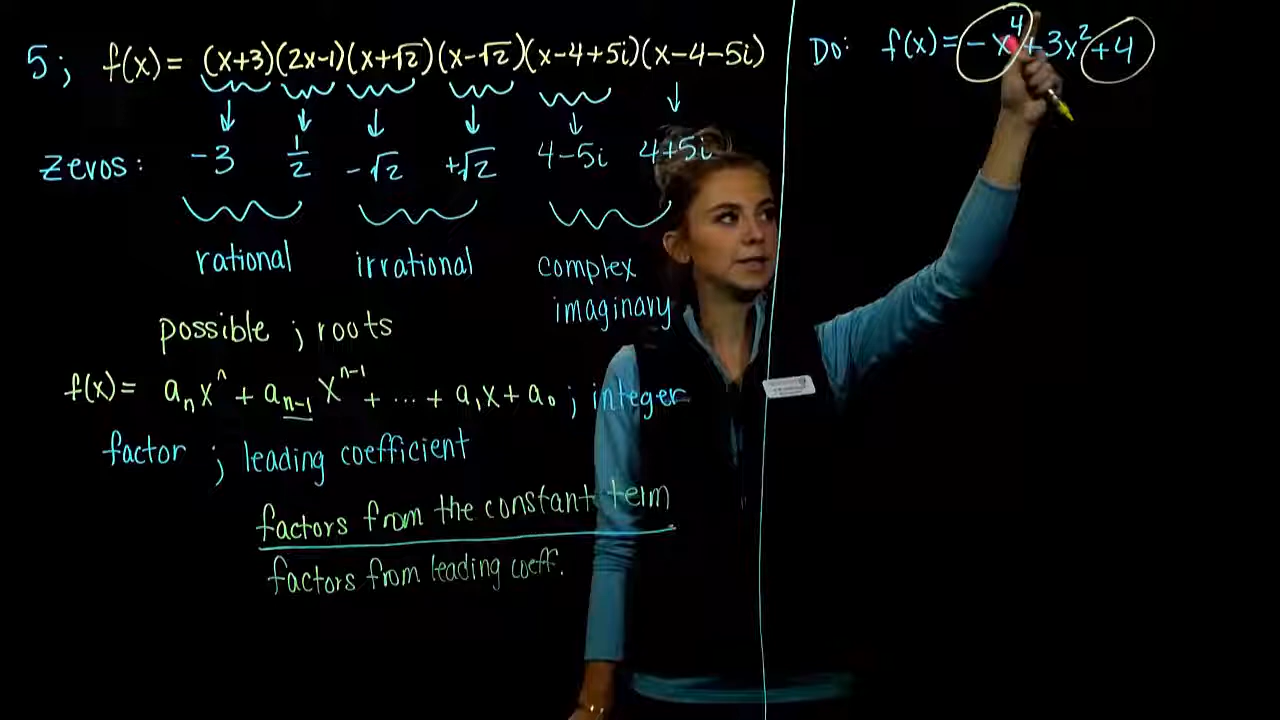 5; f(x) = (x+3)(2x-1)(x+√2)(x-√2)(x-4+5i)(x-4-5i)
zeros: -3 1/2 -√2 +√2 4-5i 4+5i
rational irrational complex
imaginary
possible ; roots
f(x) = aₙxⁿ + aₙ₋₁xⁿ⁻¹ + ... + a₁x + a₀ ; integer
factor ; leading coefficient
factors from the constant term
factors from leading coeff.
Do: f(x) = -x⁴ + 3x² + 4